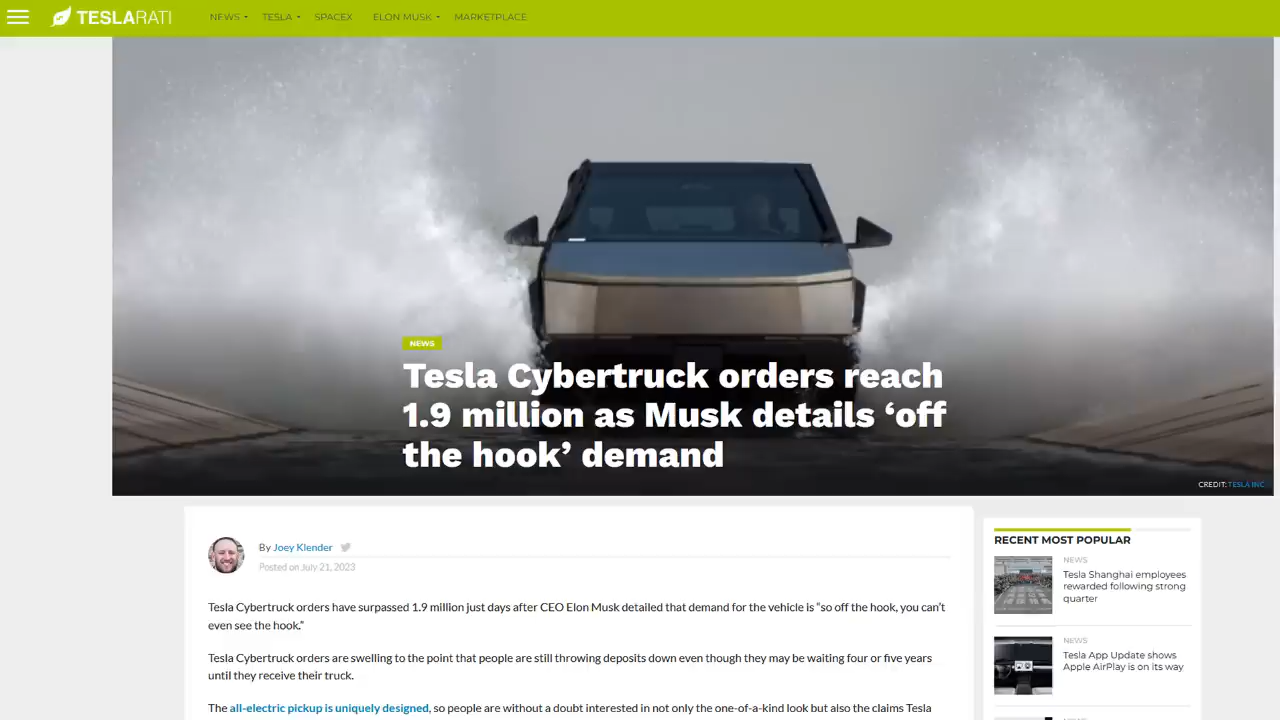 TESLARATI
NEWS TESLA SPACEX ELON MUSK MARKETPLACE
NEWS
Tesla Cybertruck orders reach
1.9 million as Musk details ‘off
the hook’ demand
CREDIT: TESLA INC
By Joey Klender
Posted on July 21, 2023
Tesla Cybertruck orders have surpassed 1.9 million just days after CEO Elon Musk detailed that demand for the vehicle is “so off the hook, you can’t
even see the hook.”
Tesla Cybertruck orders are swelling to the point that people are still throwing deposits down even though they may be waiting four or five years
until they receive their truck.
The all-electric pickup is uniquely designed, so people are without a doubt interested in not only the one-of-a-kind look but also the claims Tesla
RECENT MOST POPULAR
NEWS
Tesla Shanghai employees
rewarded following strong
quarter
NEWS
Tesla App Update shows
Apple AirPlay is on its way
NEWS